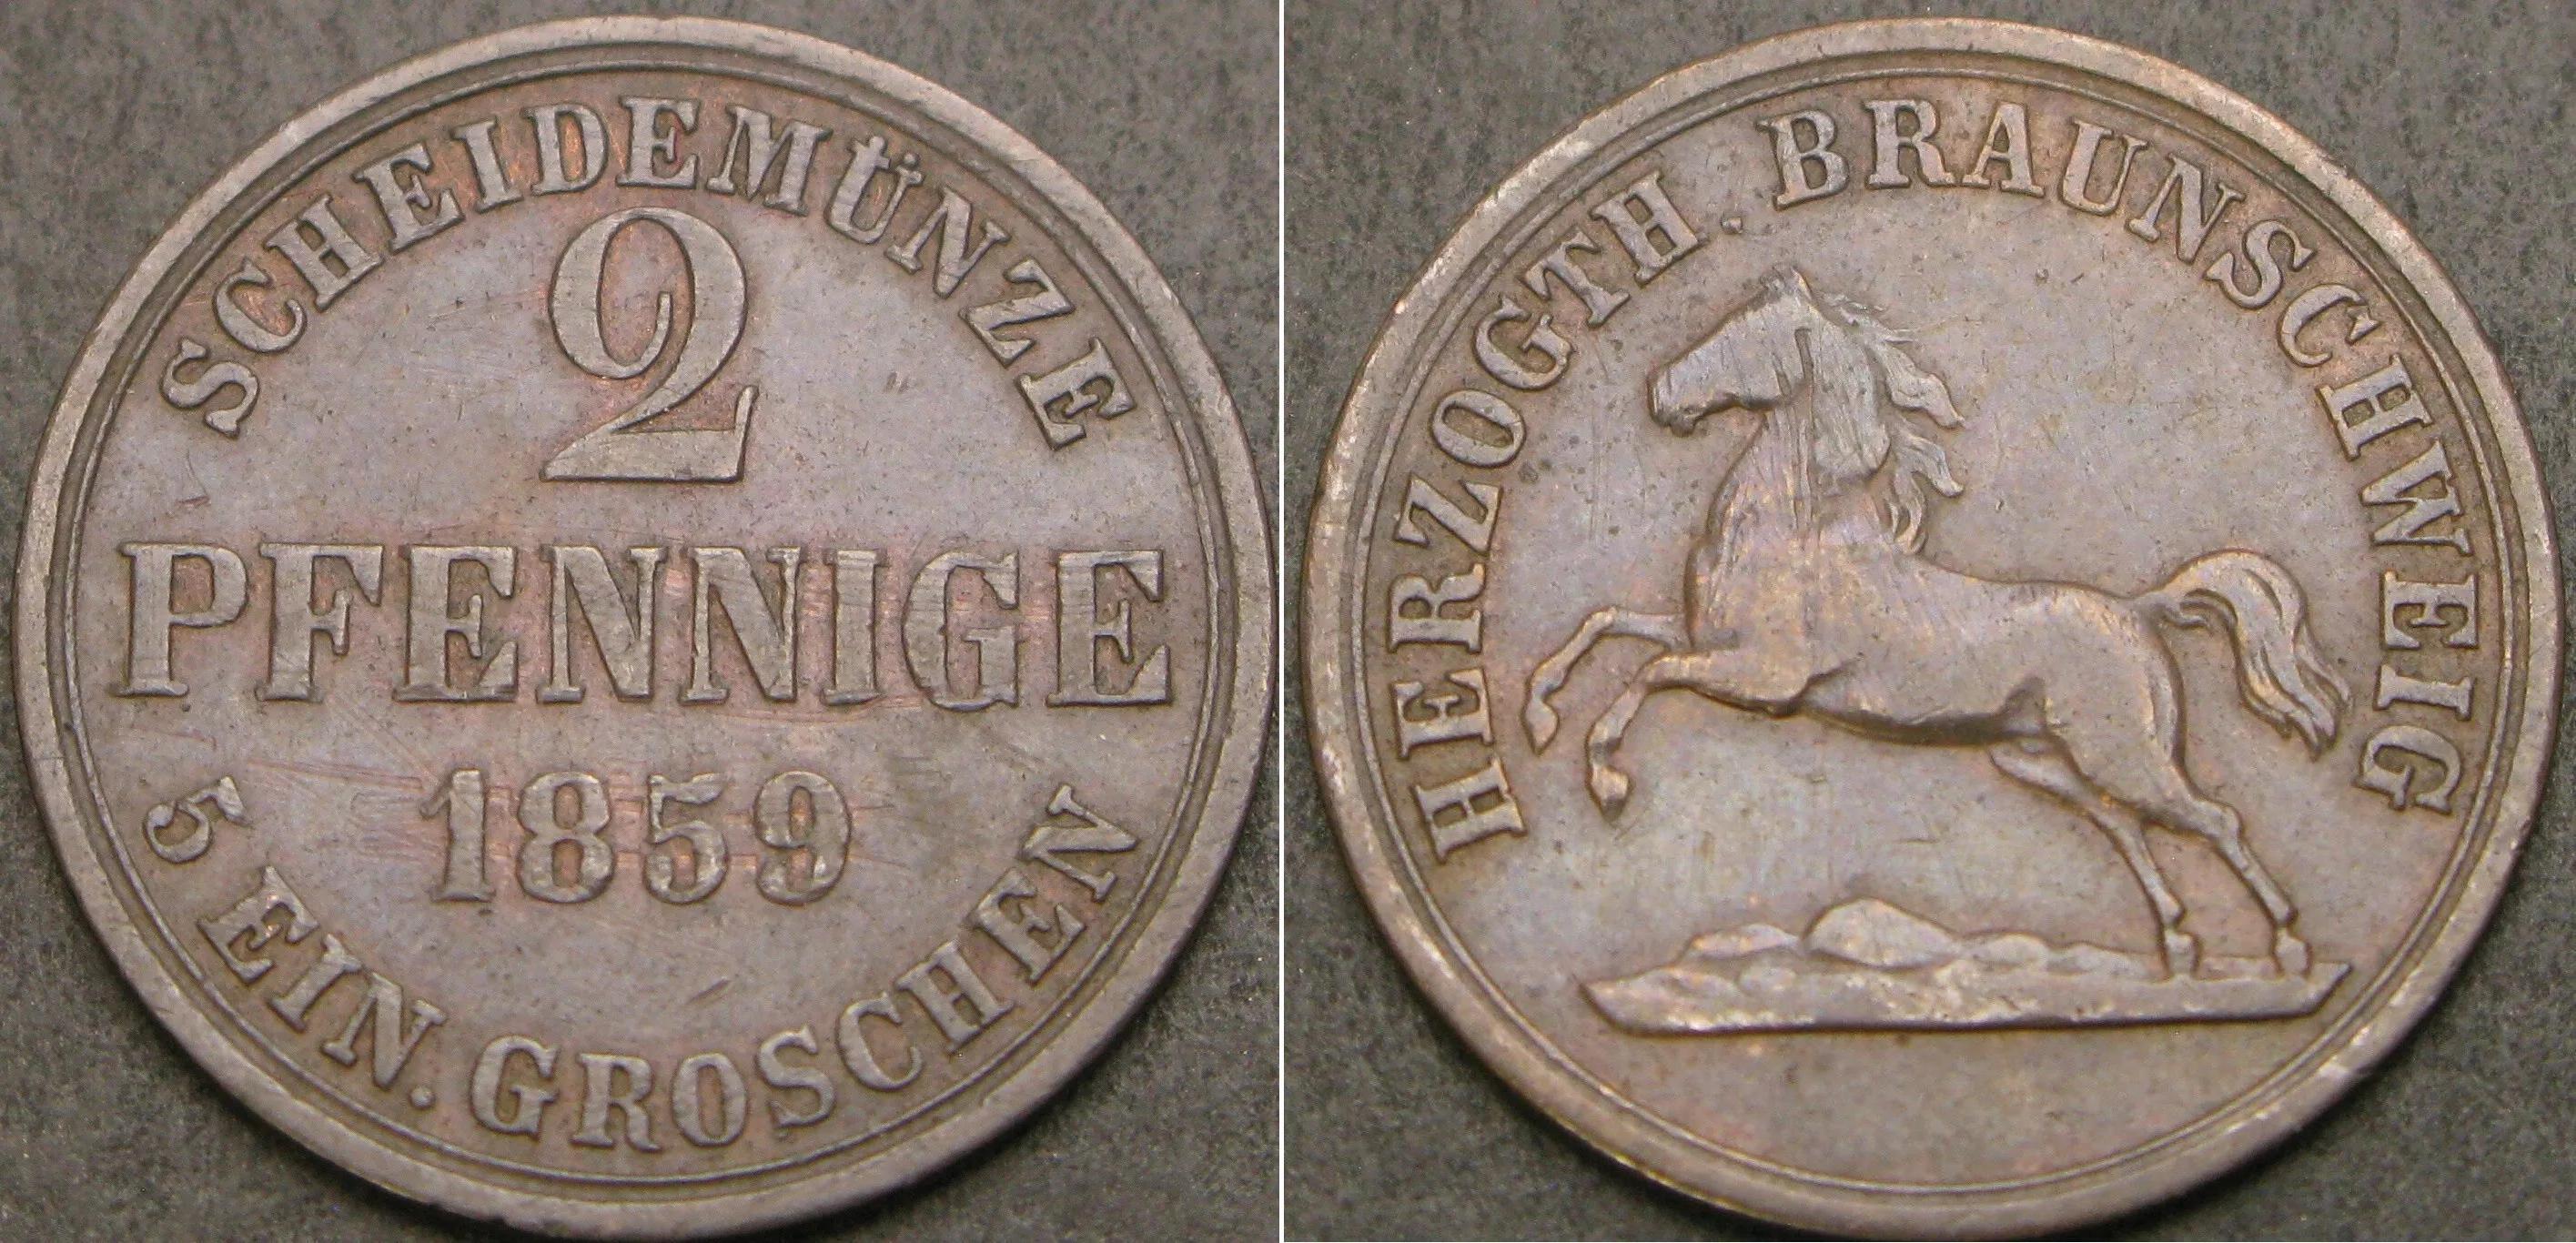 SCHEIDEMÜNZE
2
PFENNIGE
1859
5 EIN. GROSCHEN
HERZOGTH. BRAUNSCHWEIG